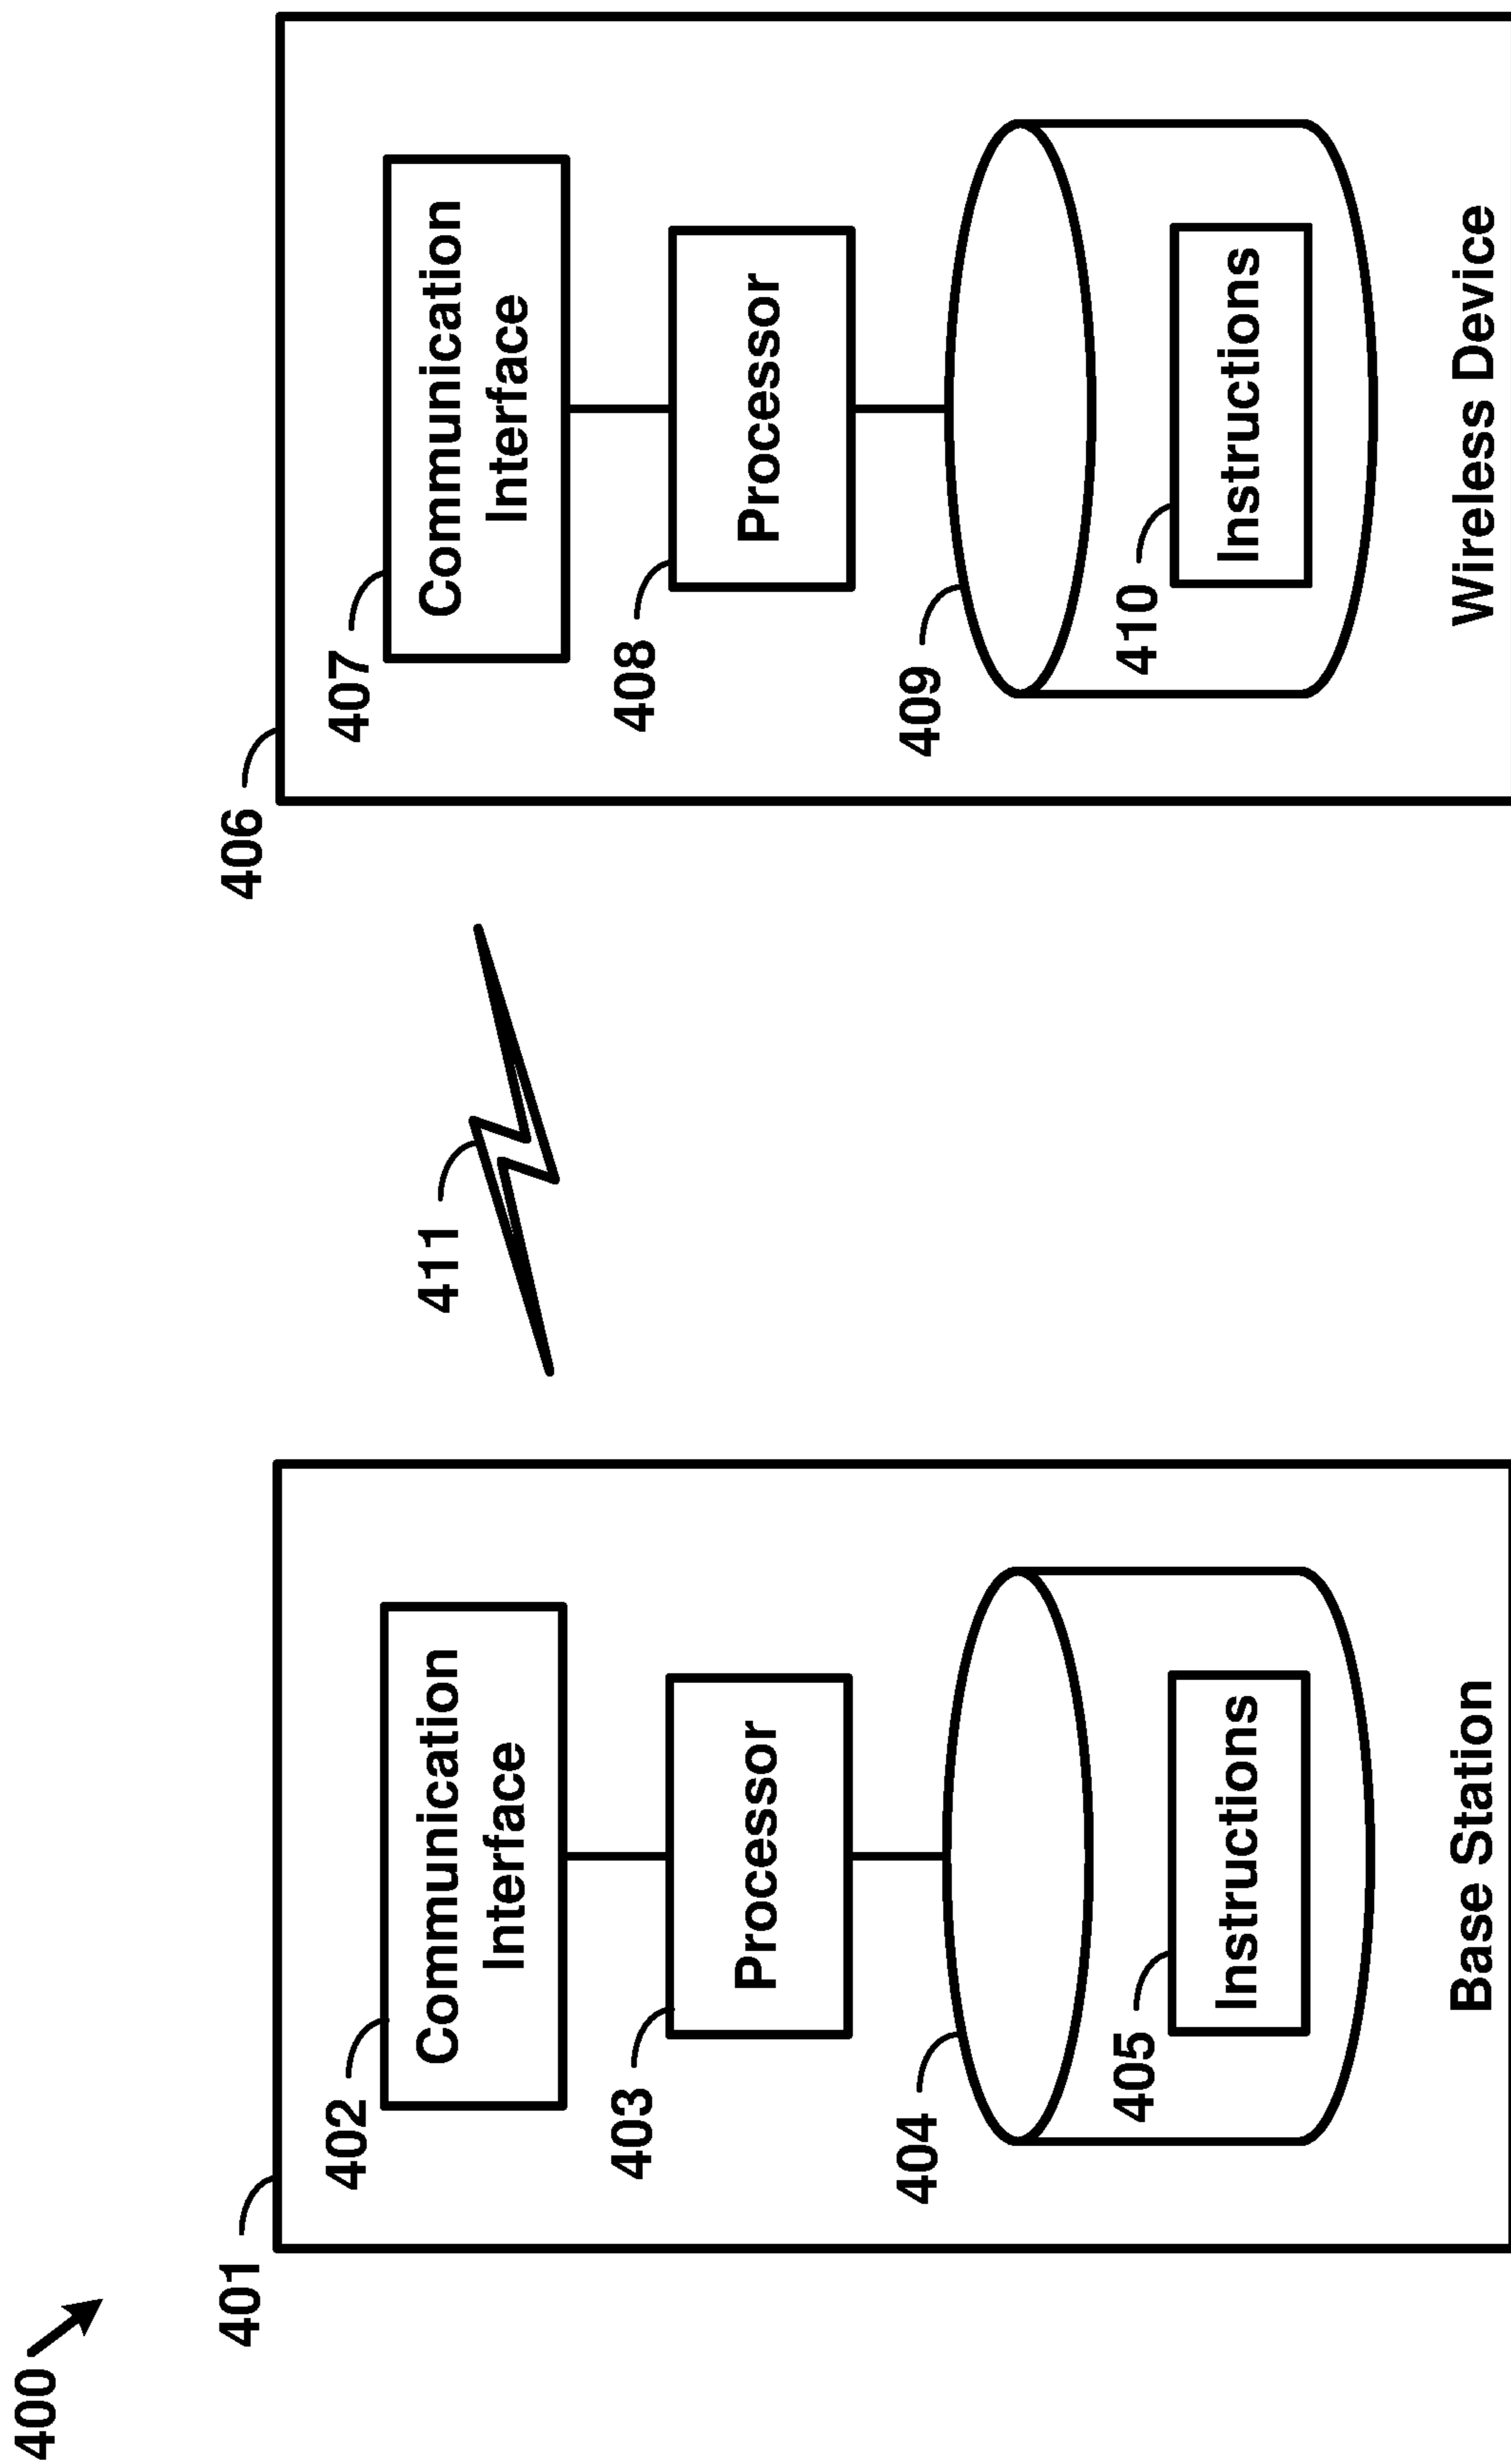 400
401
402
Communication
Interface
403
Processor
404
405
Instructions
Base Station
411
406
407
Communication
Interface
408
Processor
409
410
Instructions
Wireless Device